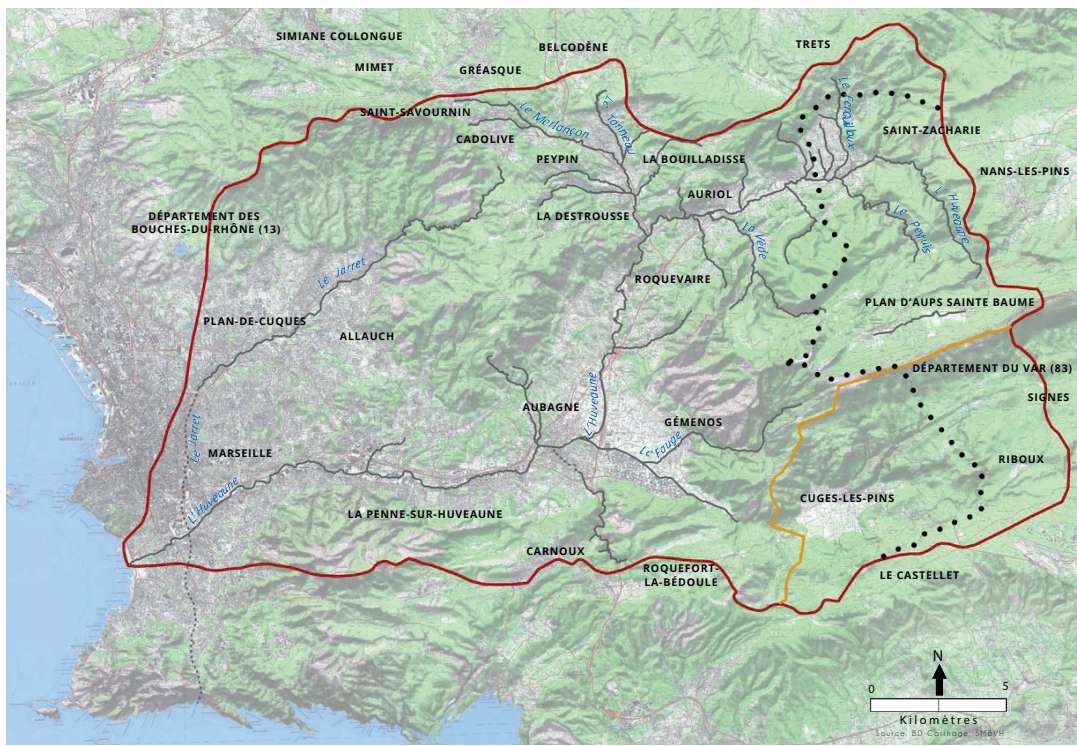 SIMIANE COLLONGUE
BELCODÈNE
TRETS
MIMET
GRÉASQUE
SAINT-SAVOURNIN
Le Merlançon
Le Tonneau
CADOLIVE
SAINT-ZACHARIE
PEYPIN
LA BOUILLADISSE
NANS-LES-PINS
AURIOL
L'Huveaune
DÉPARTEMENT DES
BOUCHES-DU-RHÔNE (13)
LA DESTROUSSE
La Vède
Le Peyruis
Le Jarret
ROQUEVAIRE
PLAN D'AUPS SAINTE BAUME
PLAN-DE-CUQUES
ALLAUCH
DÉPARTEMENT DU VAR (83)
SIGNES
L'Huveaune
AUBAGNE
GÉMENOS
Le Jarret
Le Fauge
MARSEILLE
RIBOUX
L'Huveaune
CUGES-LES-PINS
LA PENNE-SUR-HUVEAUNE
CARNOUX
ROQUEFORT-
LA-BÉDOULE
LE CASTELLET
N
0 5
Kilomètres
Source: BD Carthage, SMBVH